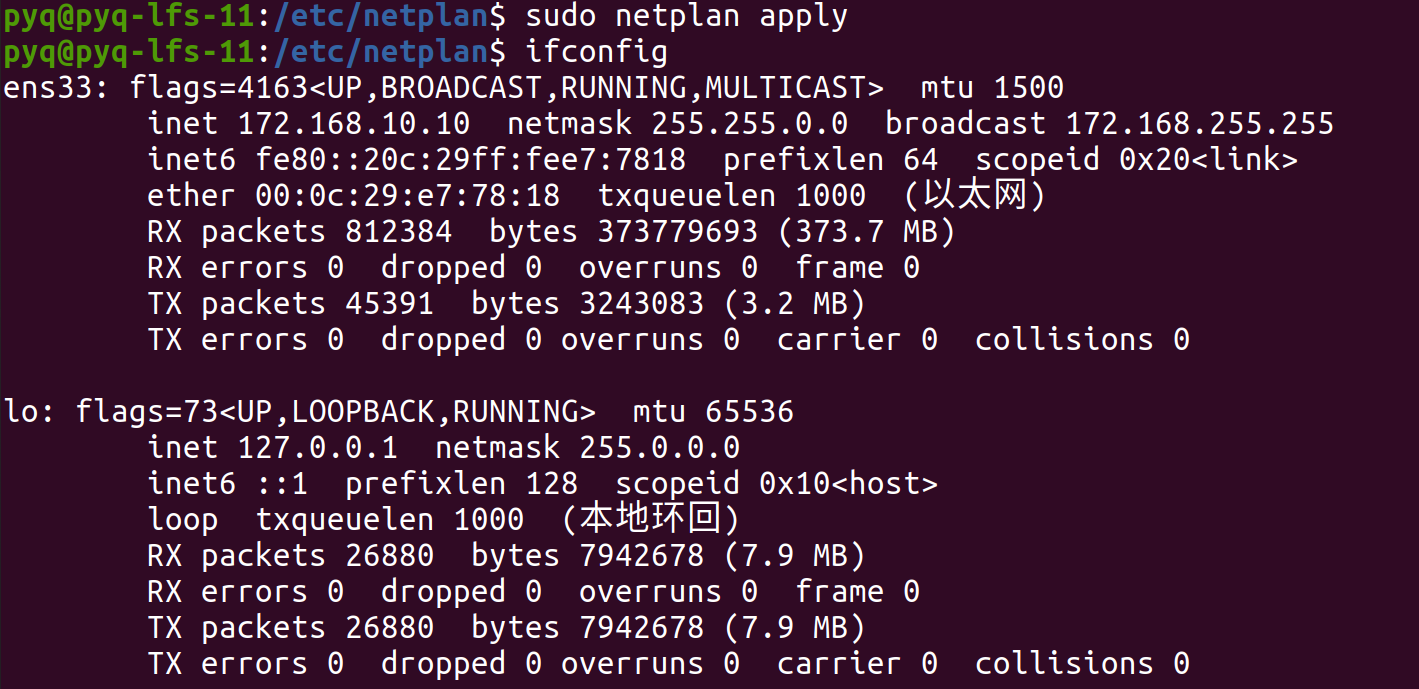 pyq@pyq-lfs-11:/etc/netplan$ sudo netplan apply
pyq@pyq-lfs-11:/etc/netplan$ ifconfig
ens33: flags=4163<UP,BROADCAST,RUNNING,MULTICAST>  mtu 1500
        inet 172.168.10.10  netmask 255.255.0.0  broadcast 172.168.255.255
        inet6 fe80::20c:29ff:fee7:7818  prefixlen 64  scopeid 0x20<link>
        ether 00:0c:29:e7:78:18  txqueuelen 1000  (以太网)
        RX packets 812384  bytes 373779693 (373.7 MB)
        RX errors 0  dropped 0  overruns 0  frame 0
        TX packets 45391  bytes 3243083 (3.2 MB)
        TX errors 0  dropped 0 overruns 0  carrier 0  collisions 0

lo: flags=73<UP,LOOPBACK,RUNNING>  mtu 65536
        inet 127.0.0.1  netmask 255.0.0.0
        inet6 ::1  prefixlen 128  scopeid 0x10<host>
        loop  txqueuelen 1000  (本地环回)
        RX packets 26880  bytes 7942678 (7.9 MB)
        RX errors 0  dropped 0  overruns 0  frame 0
        TX packets 26880  bytes 7942678 (7.9 MB)
        TX errors 0  dropped 0 overruns 0  carrier 0  collisions 0